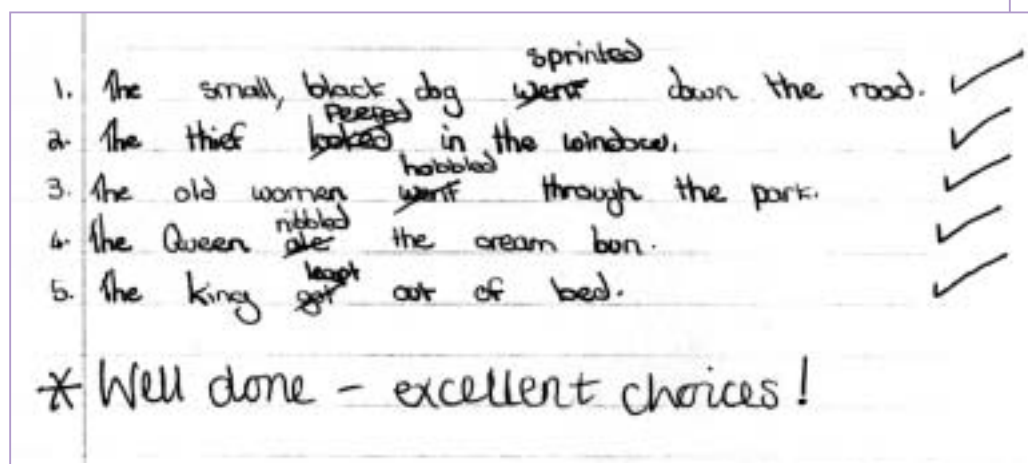 sprinted
1. The small, black dog went down the road.
peeped
2. The thief looked in the window.
hobbled
3. The old women went through the park.
nibbled
4. The Queen ate the cream bun.
leapt
5. The king got out of bed.
* Well done - excellent choices!